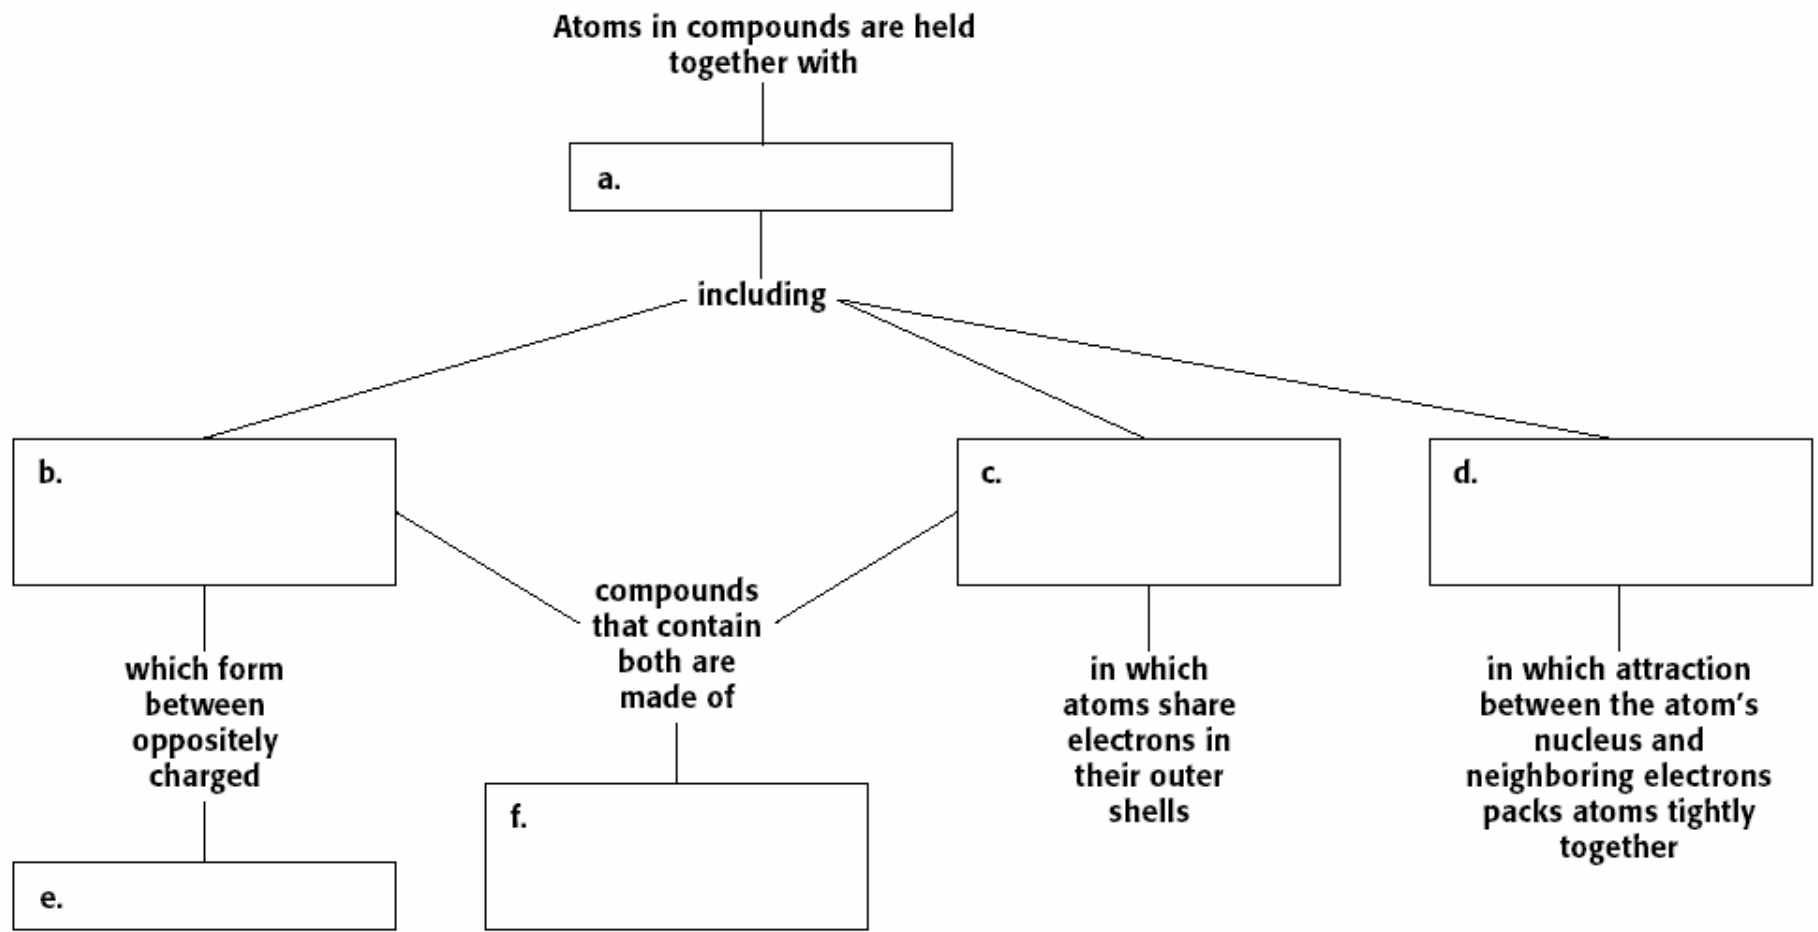 Atoms in compounds are held
together with
a.
including
b.
c.
d.
which form
between
oppositely
charged
compounds
that contain
both are
made of
in which
atoms share
electrons in
their outer
shells
in which attraction
between the atom's
nucleus and
neighboring electrons
packs atoms tightly
together
e.
f.